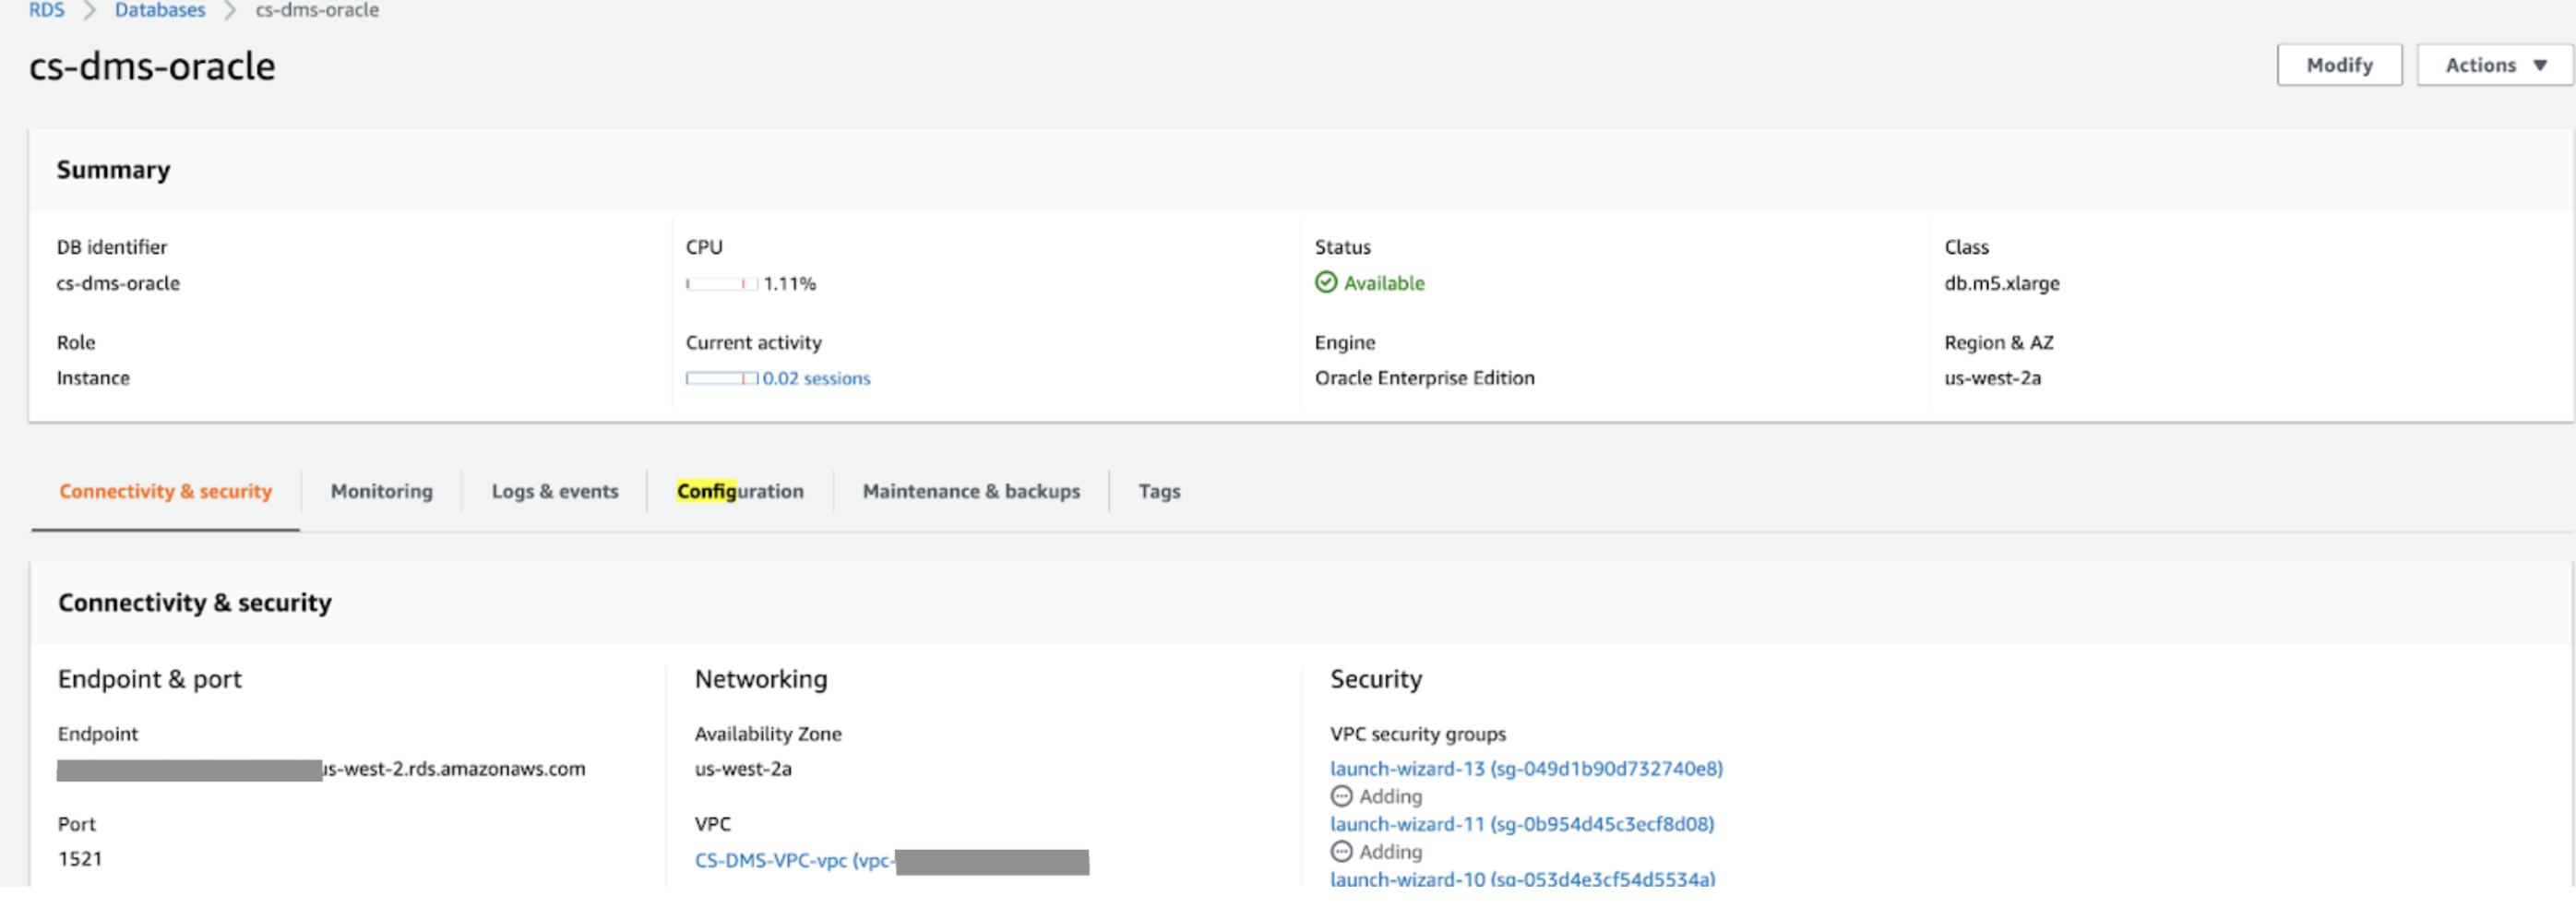 RDS > Databases > cs-dms-oracle
cs-dms-oracle
Modify
Actions
Summary
DB identifier
cs-dms-oracle
CPU
1.11%
Status
Available
Class
db.m5.xlarge
Role
Instance
Current activity
0.02 sessions
Engine
Oracle Enterprise Edition
Region & AZ
us-west-2a
Connectivity & security
Monitoring
Logs & events
Configuration
Maintenance & backups
Tags
Connectivity & security
Endpoint & port
Endpoint
us-west-2.rds.amazonaws.com
Port
1521
Networking
Availability Zone
us-west-2a
VPC
CS-DMS-VPC-vpc (vpc-
Security
VPC security groups
launch-wizard-13 (sg-049d1b90d732740e8)
Adding
launch-wizard-11 (sg-0b954d45c3ecf8d08)
Adding
launch-wizard-10 (sg-053d4e3cf54d5534a)